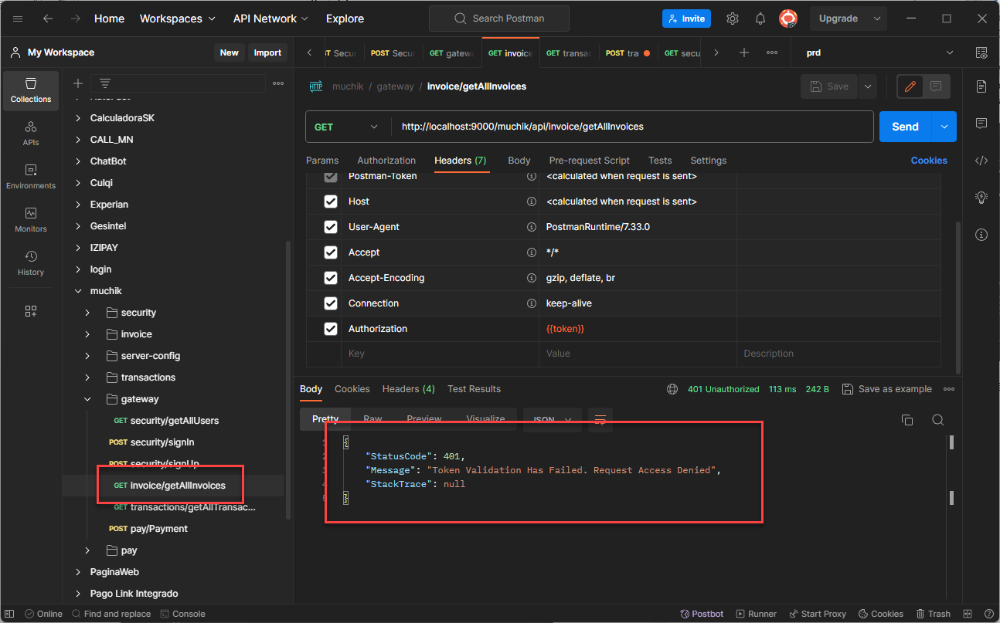 Home Workspaces API Network Explore Search Postman Invite Upgrade
My Workspace New Import
ST Secur POST Secur GET gatew GET invoice GET transac POST tra GET secu prd
Collections
APIs
Environments
Monitors
History
CalculadoraSK
CALL_MN
ChatBot
Culqi
Experian
Gesintel
IZIPAY
login
muchik
security
invoice
server-config
transactions
gateway
GET security/getAllUsers
POST security/signIn
POST security/signUp
GET invoice/getAllInvoices
GET transactions/getAllTransac...
POST pay/Payment
pay
PaginaWeb
Pago Link Integrado
HTTP muchik / gateway / invoice/getAllInvoices Save
GET http://localhost:9000/muchik/api/invoice/getAllInvoices Send
Params Authorization Headers (7) Body Pre-request Script Tests Settings Cookies
Postman-Token <calculated when request is sent>
Host <calculated when request is sent>
User-Agent PostmanRuntime/7.33.0
Accept */*
Accept-Encoding gzip, deflate, br
Connection keep-alive
Authorization {{token}}
Key Value Description
Body Cookies Headers (4) Test Results 401 Unauthorized 113 ms 242 B Save as example
Pretty Raw Preview Visualize JSON
1 {
2 "StatusCode": 401,
3 "Message": "Token Validation Has Failed. Request Access Denied",
4 "StackTrace": null
5 }
Online Find and replace Console Postbot Runner Start Proxy Cookies Trash